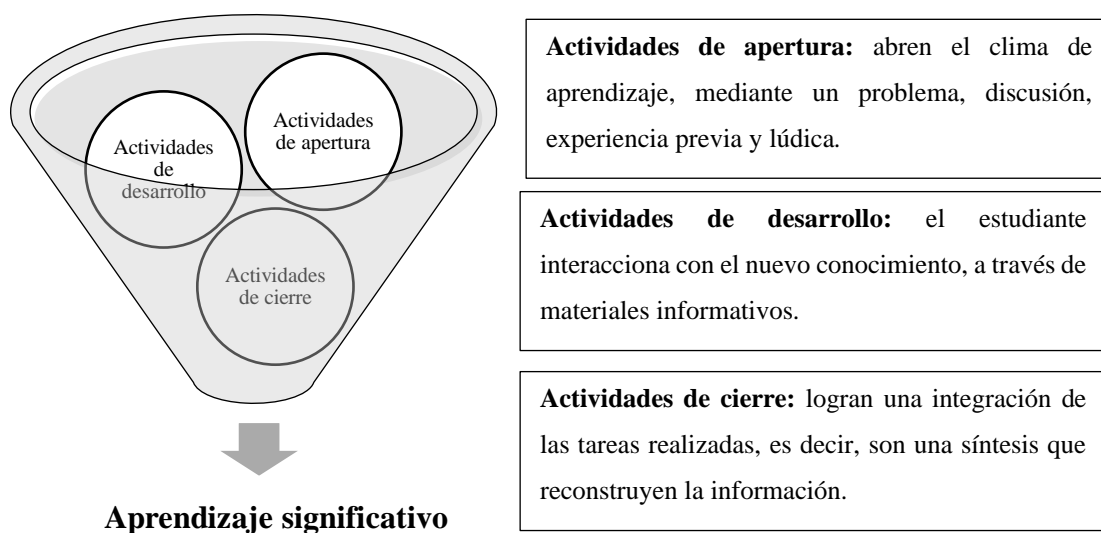 Actividades
de apertura
Actividades
de
desarrollo
Actividades
de cierre
Aprendizaje significativo
Actividades de apertura: abren el clima de
aprendizaje, mediante un problema, discusión,
experiencia previa y lúdica.
Actividades de desarrollo: el estudiante
interacciona con el nuevo conocimiento, a través de
materiales informativos.
Actividades de cierre: logran una integración de
las tareas realizadas, es decir, son una síntesis que
reconstruyen la información.